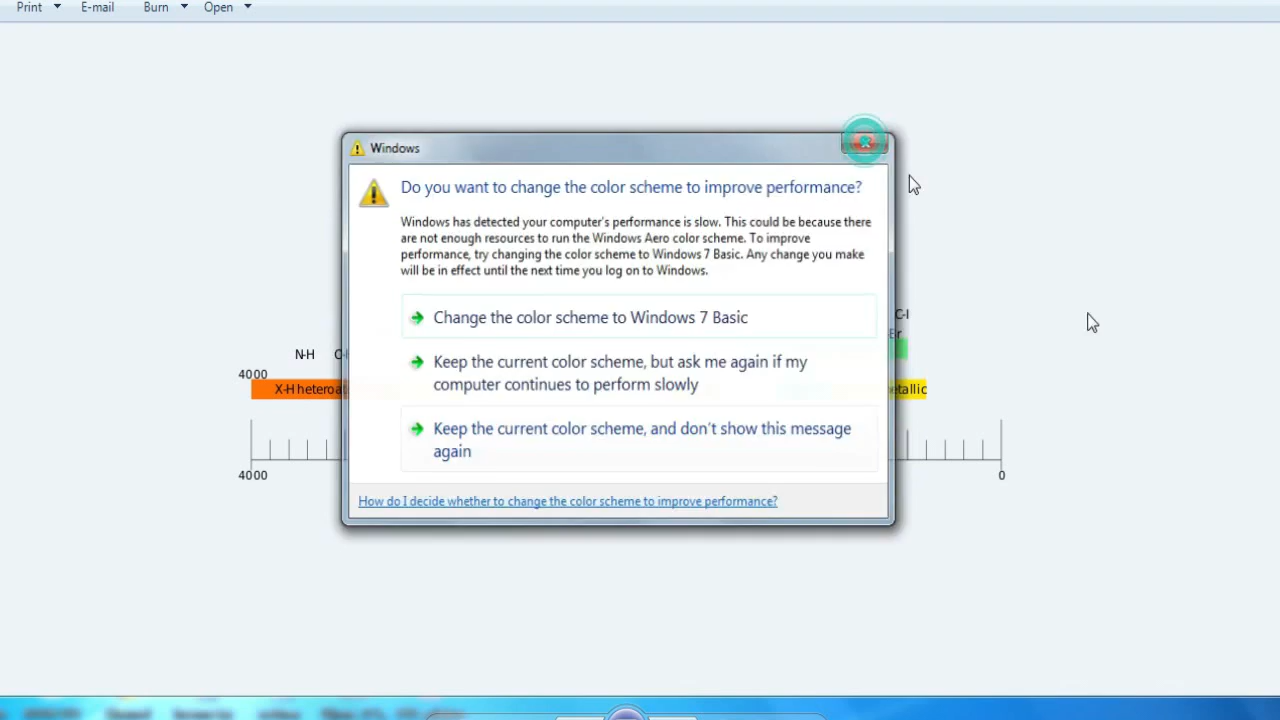 Print E-mail Burn Open
Windows
Do you want to change the color scheme to improve performance?
Windows has detected your computer's performance is slow. This could be because there
are not enough resources to run the Windows Aero color scheme. To improve
performance, try changing the color scheme to Windows 7 Basic. Any change you make
will be in effect until the next time you log on to Windows.
Change the color scheme to Windows 7 Basic
Keep the current color scheme, but ask me again if my
computer continues to perform slowly
Keep the current color scheme, and don't show this message
again
How do I decide whether to change the color scheme to improve performance?
C-I
N-H
4000
X-H
4000 0